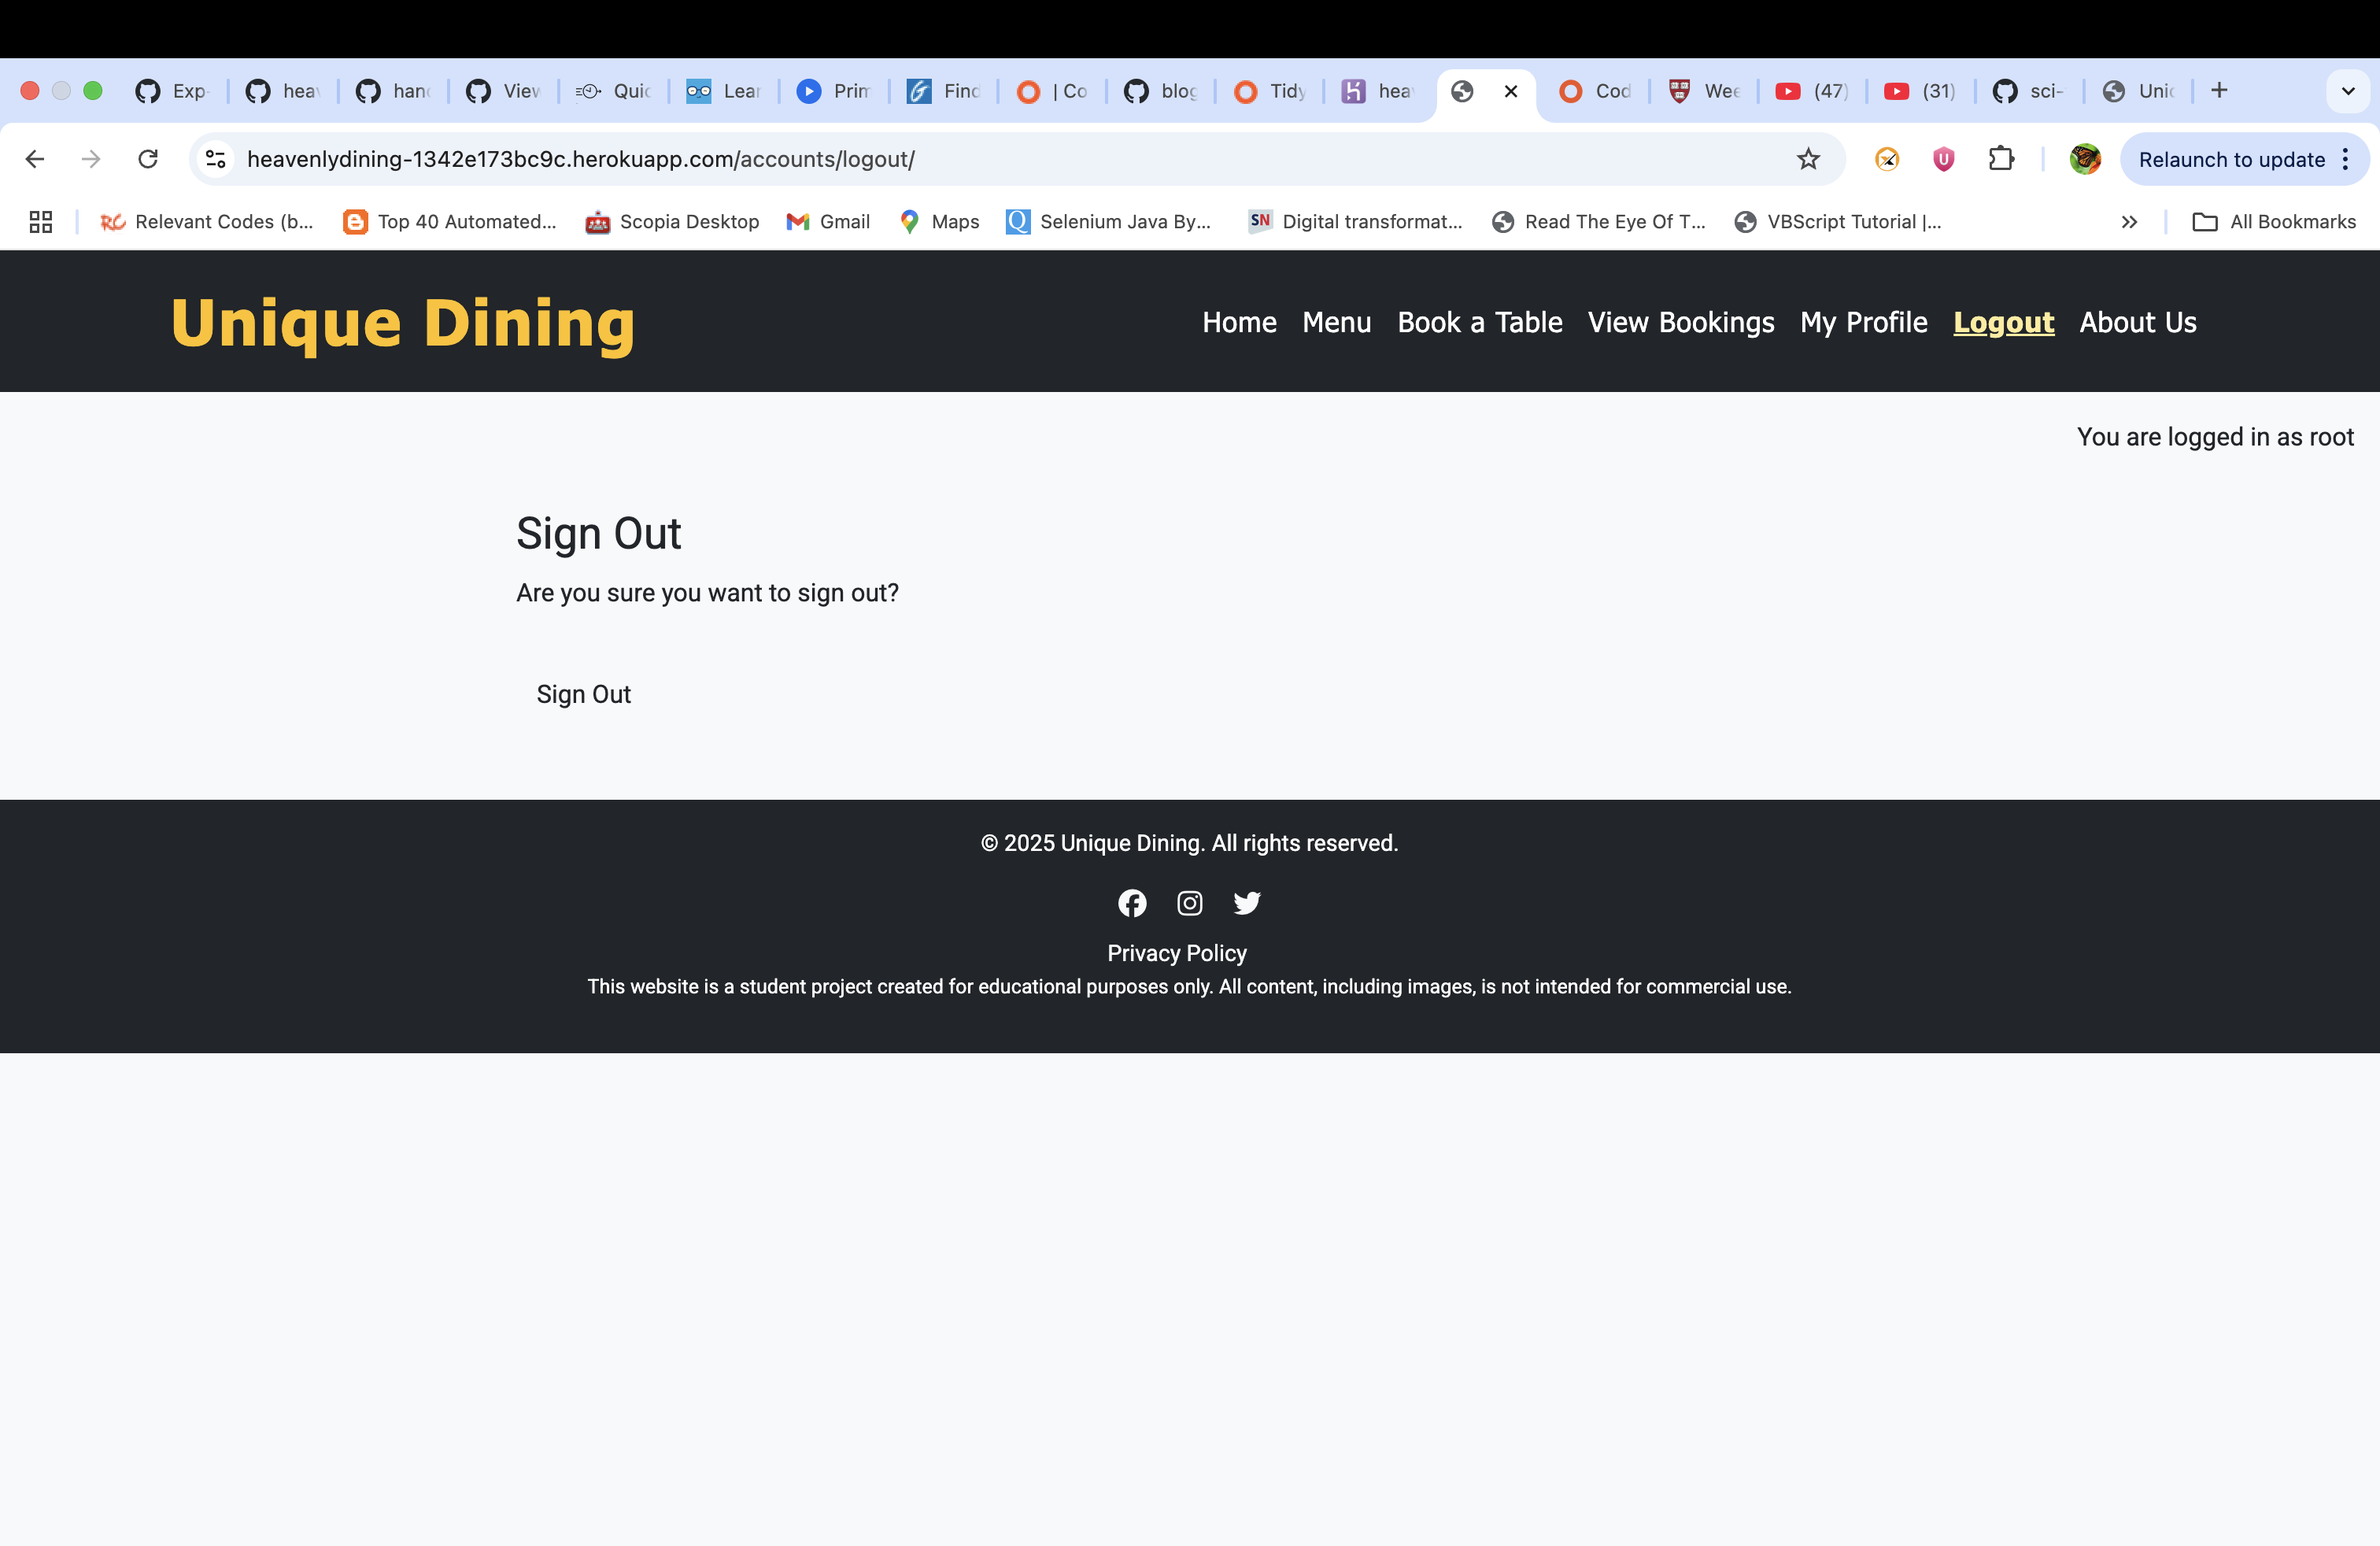 Exp
hea
hand
View
Quic
Lear
Prim
Find
| Co
blog
Tidy
hea
Cod
Wee
(47)
(31)
sci-
Uni
heavenlydining-1342e173bc9c.herokuapp.com/accounts/logout/
Relaunch to update
Relevant Codes (b...
Top 40 Automated...
Scopia Desktop
Gmail
Maps
Selenium Java By...
SN
Digital transformat...
Read The Eye Of T...
VBScript Tutorial |...
All Bookmarks
Unique Dining
Home Menu Book a Table View Bookings My Profile Logout About Us
You are logged in as root
Sign Out
Are you sure you want to sign out?
Sign Out
© 2025 Unique Dining. All rights reserved.
Privacy Policy
This website is a student project created for educational purposes only. All content, including images, is not intended for commercial use.